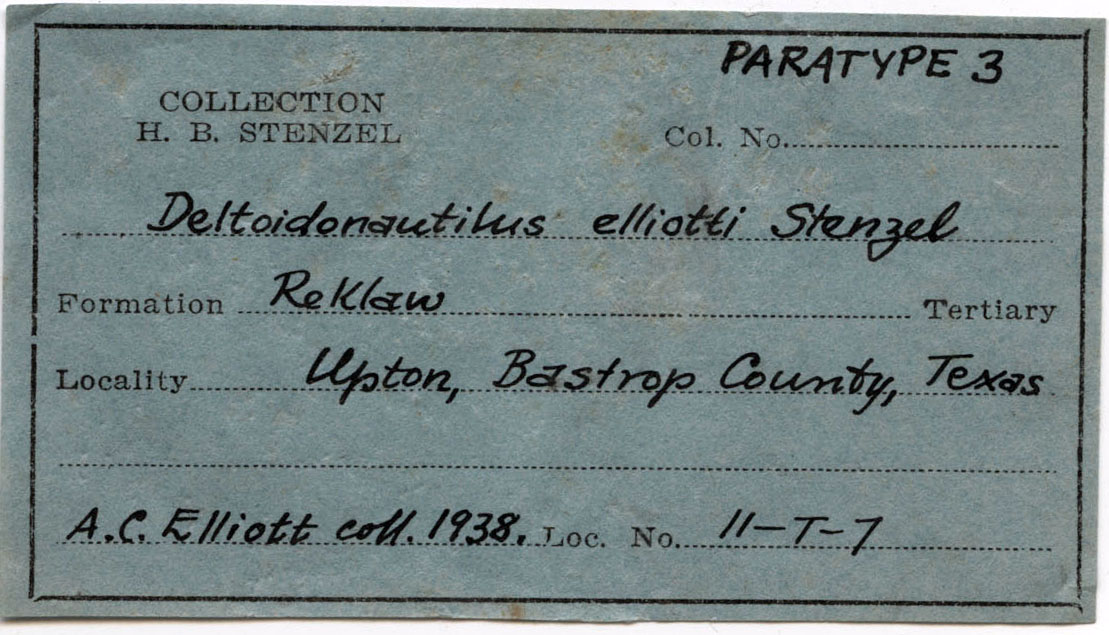 PARATYPE 3
COLLECTION
H. B. STENZEL
Col. No.
Deltoidonautilus elliotti Stenzel
Formation Reklaw Tertiary
Locality Upton, Bastrop County, Texas
A.C. Elliott coll. 1938. Loc. No. 11-T-7